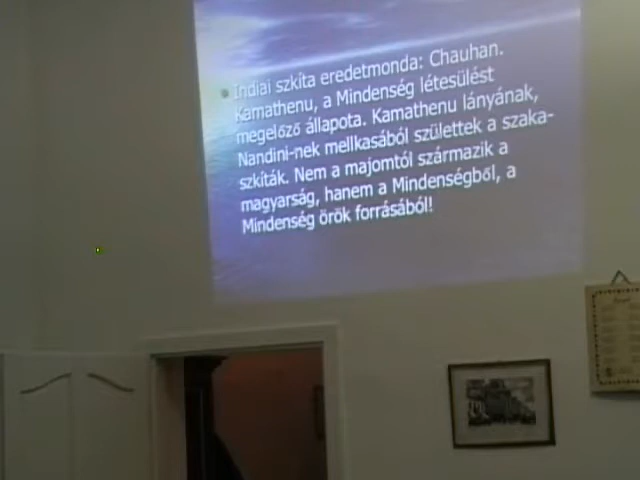 Indiai szkíta eredetmonda: Chauhan.
Kamathenu, a Mindenség létesülést
megelőző állapota. Kamathenu lányának,
Nandini-nek mellkasából születtek a szaka-
szkíták. Nem a majomtól származik a
magyarság, hanem a Mindenségből, a
Mindenség örök forrásából!